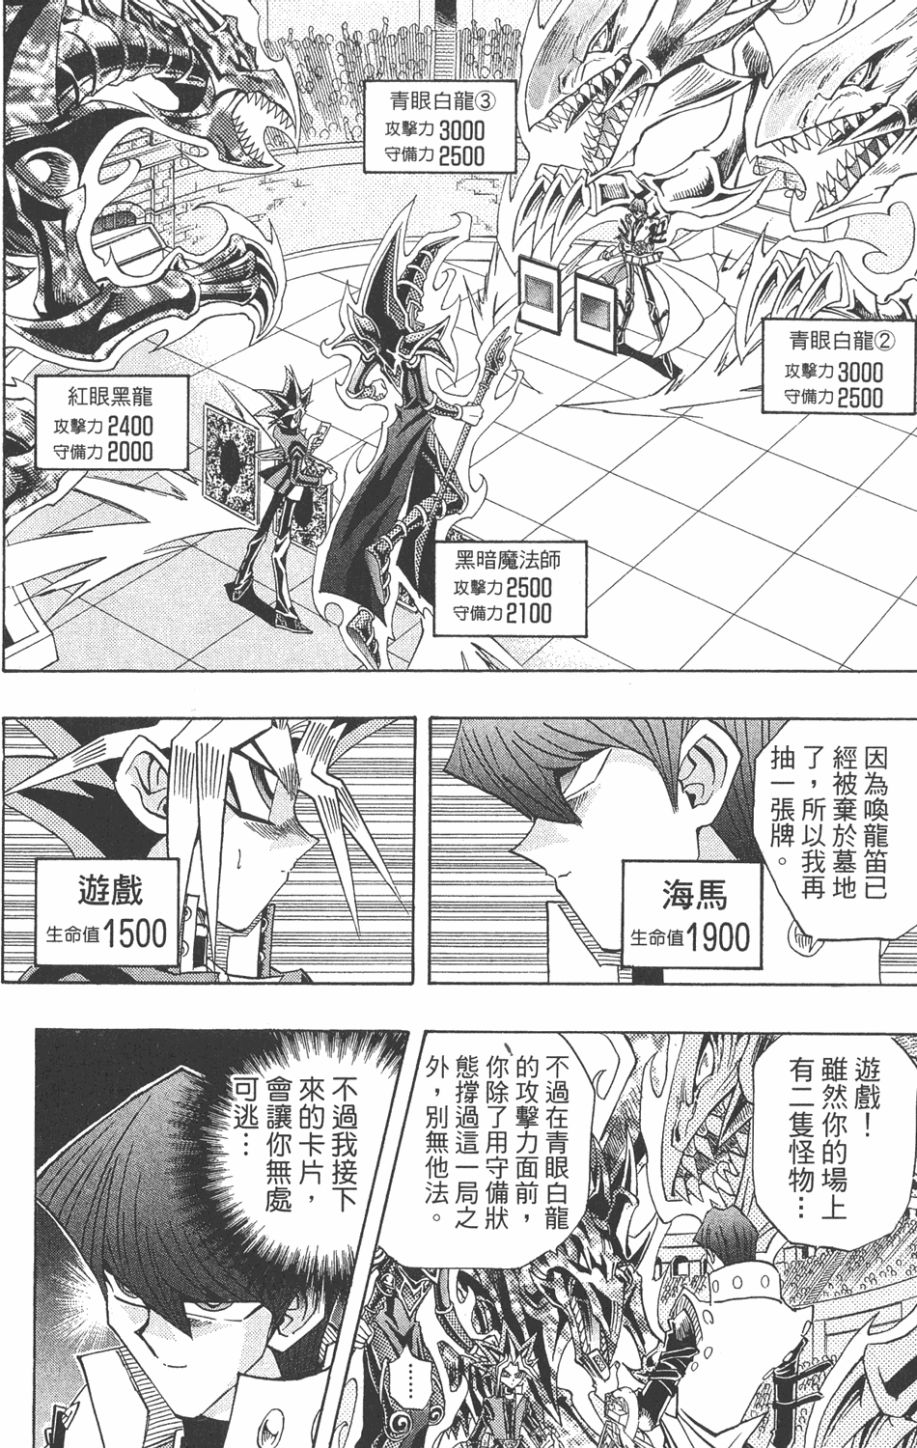 青眼白龍③
攻擊力3000
守備力2500
青眼白龍②
攻擊力3000
守備力2500
紅眼黑龍
攻擊力2400
守備力2000
黑暗魔法師
攻擊力2500
守備力2100
因為喚龍笛已
經被棄於墓地
了，所以我再
抽一張牌。
海馬
生命值1900
遊戲
生命值1500
遊戲！
雖然你的場上
有二隻怪物…
不過在青眼白龍
的攻擊力面前，
你除了用守備狀
態撐過這一局之
外，別無他法。
……
不過我接下
來的卡片，
會讓你無處
可逃…